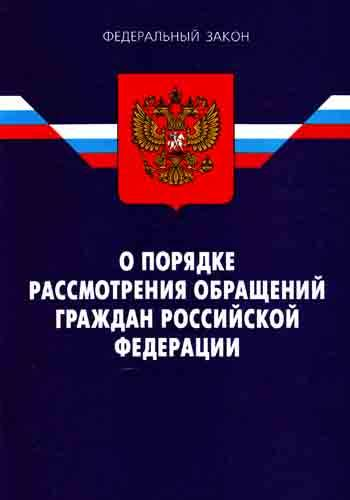 ФЕДЕРАЛЬНЫЙ ЗАКОН
О ПОРЯДКЕ
РАССМОТРЕНИЯ ОБРАЩЕНИЙ
ГРАЖДАН РОССИЙСКОЙ
ФЕДЕРАЦИИ